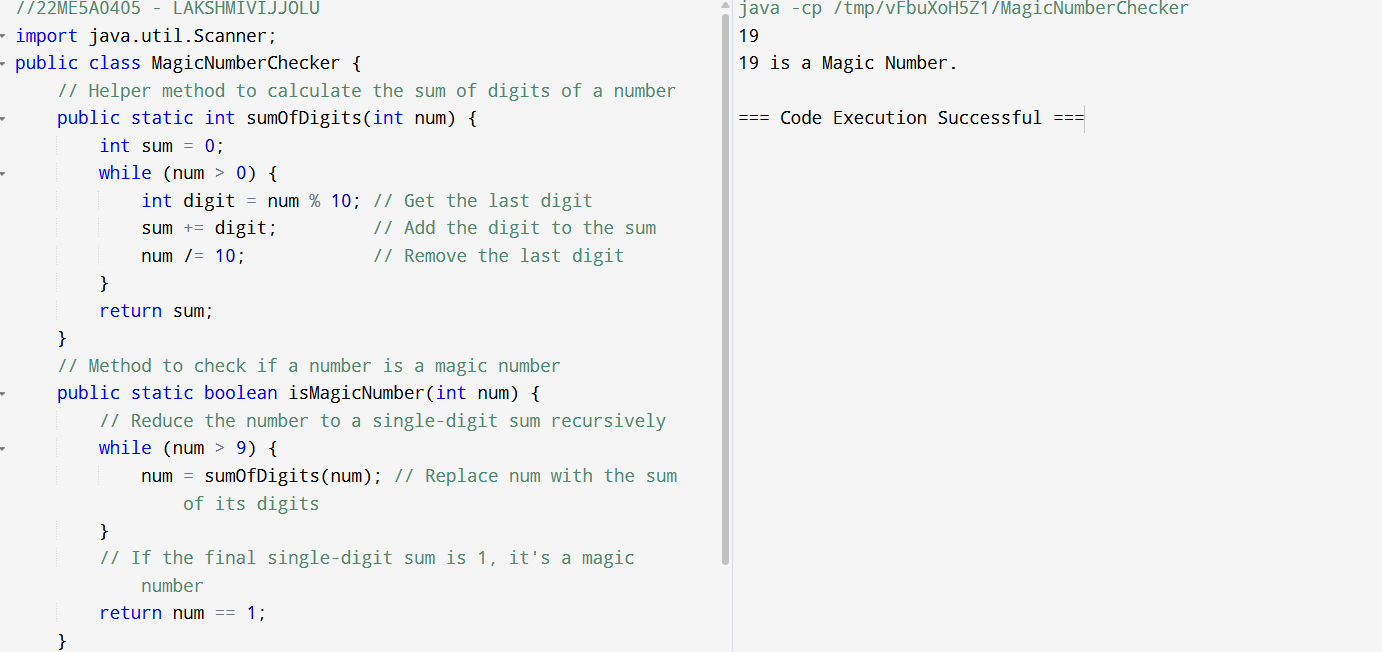 //22ME5A0405 - LAKSHMIVIJJOLU
import java.util.Scanner;
public class MagicNumberChecker {
    // Helper method to calculate the sum of digits of a number
    public static int sumOfDigits(int num) {
        int sum = 0;
        while (num > 0) {
            int digit = num % 10; // Get the last digit
            sum += digit;         // Add the digit to the sum
            num /= 10;            // Remove the last digit
        }
        return sum;
    }
    // Method to check if a number is a magic number
    public static boolean isMagicNumber(int num) {
        // Reduce the number to a single-digit sum recursively
        while (num > 9) {
            num = sumOfDigits(num); // Replace num with the sum
                of its digits
        }
        // If the final single-digit sum is 1, it's a magic
            number
        return num == 1;
    }
java -cp /tmp/vFbuXoH5Z1/MagicNumberChecker
19
19 is a Magic Number.
=== Code Execution Successful ===